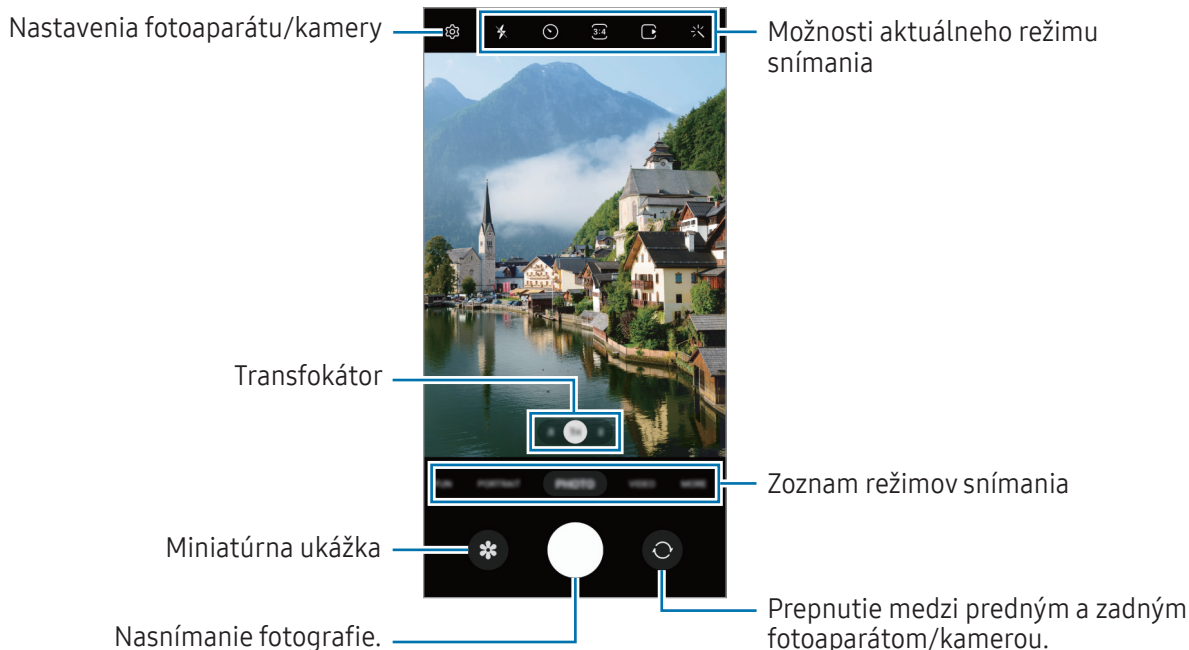 Nastavenia fotoaparátu/kamery
3:4
Možnosti aktuálneho režimu
snímania
Transfokátor
FUN PORTRAIT PHOTO VIDEO MORE
Zoznam režimov snímania
Miniatúrna ukážka
Prepnutie medzi predným a zadným
fotoaparátom/kamerou.
Nasnímanie fotografie.